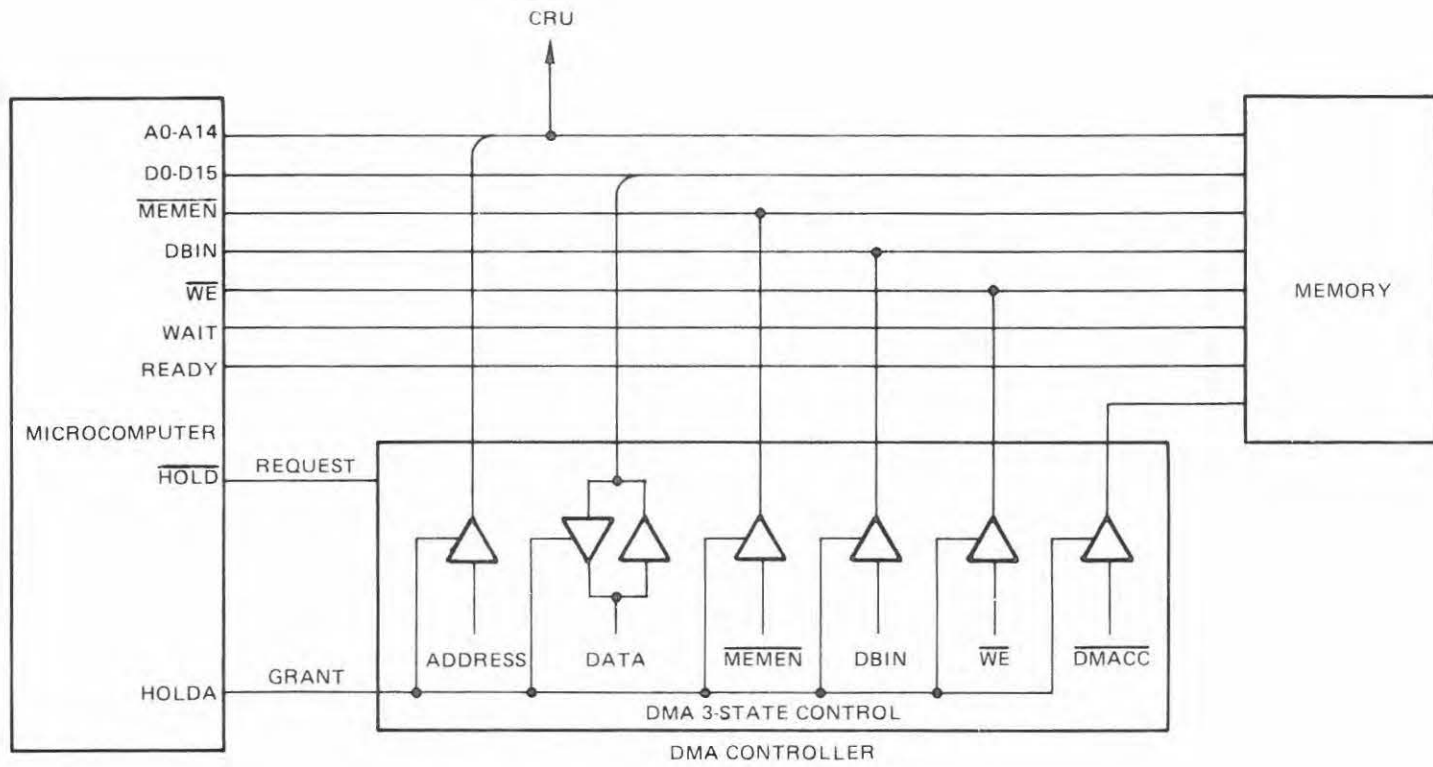 CRU
A0-A14
D0-D15
MEMEN
DBIN
WE
WAIT
READY
MEMORY
MICROCOMPUTER
HOLD
REQUEST
ADDRESS
DATA
MEMEN
DBIN
WE
DMACC
HOLDA
GRANT
DMA 3-STATE CONTROL
DMA CONTROLLER